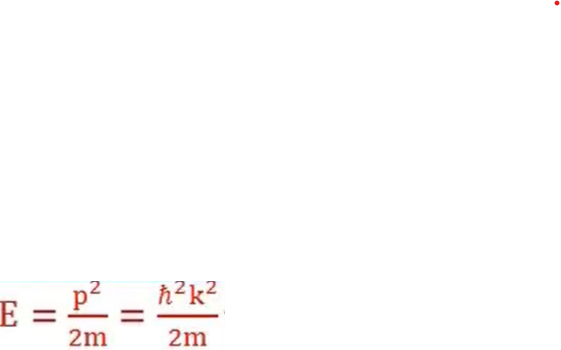 E = p²/2m = ħ²k²/2m